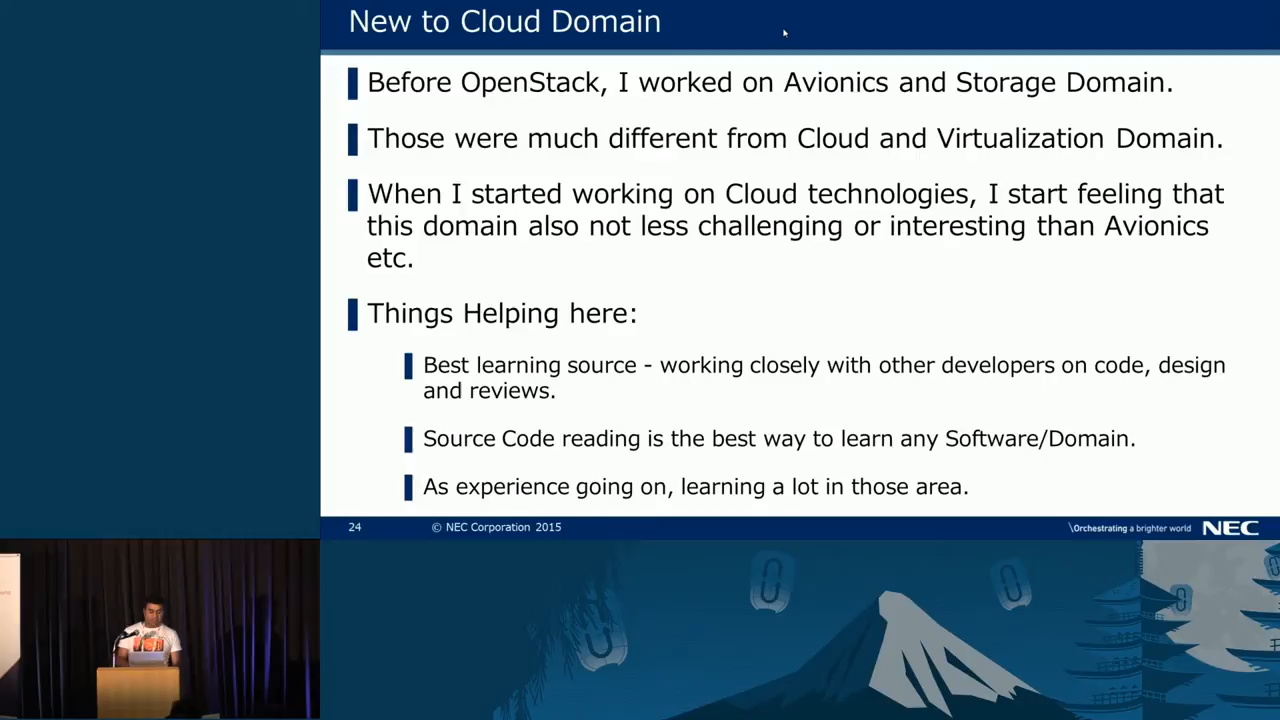 New to Cloud Domain
Before OpenStack, I worked on Avionics and Storage Domain.
Those were much different from Cloud and Virtualization Domain.
When I started working on Cloud technologies, I start feeling that
this domain also not less challenging or interesting than Avionics
etc.
Things Helping here:
Best learning source - working closely with other developers on code, design
and reviews.
Source Code reading is the best way to learn any Software/Domain.
As experience going on, learning a lot in those area.
24 © NEC Corporation 2015 \Orchestrating a brighter world NEC